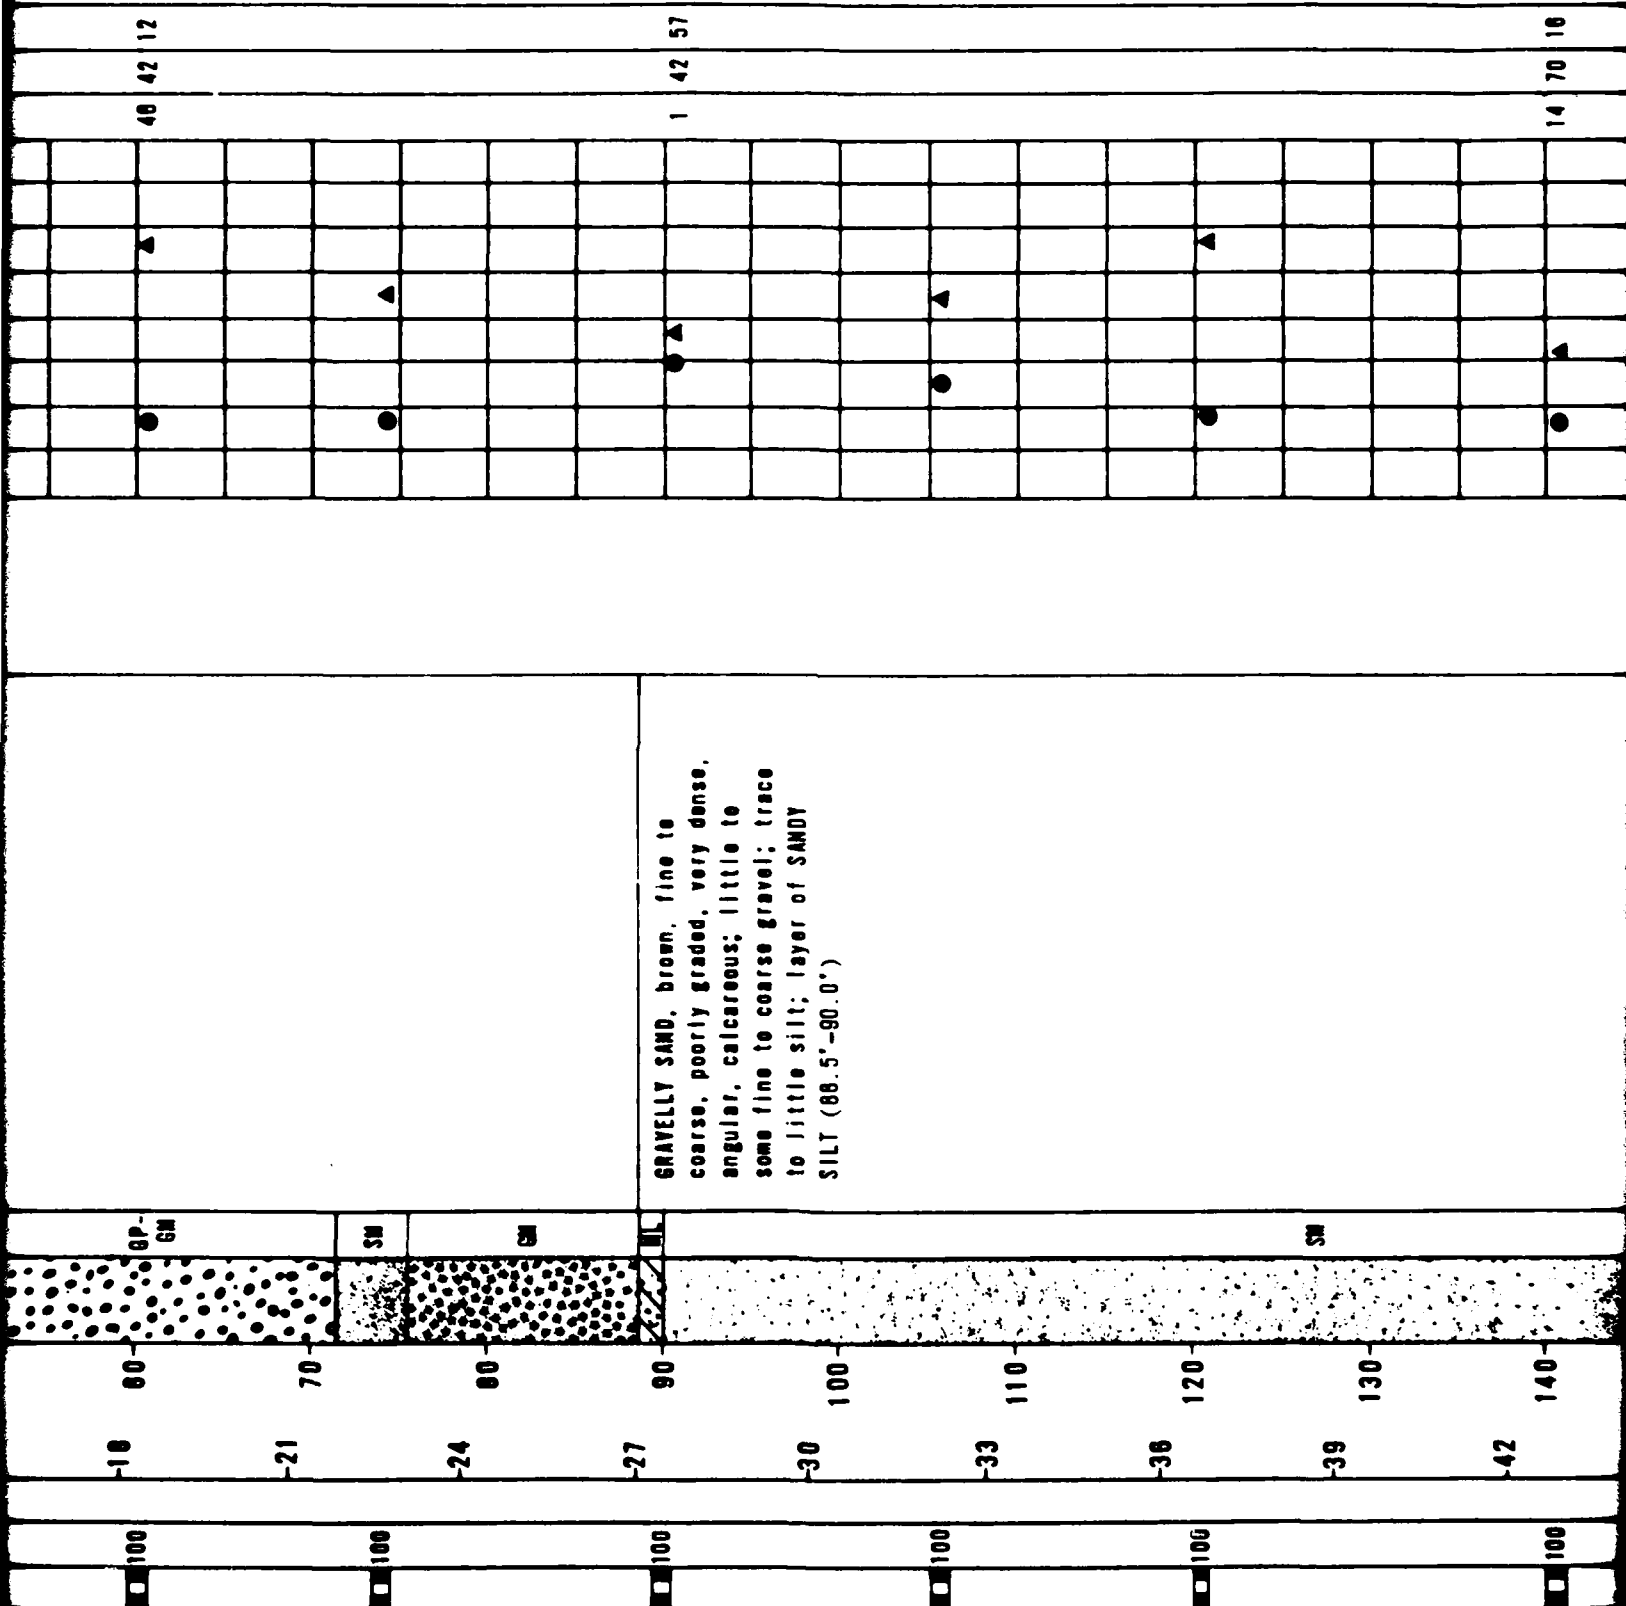 100 -18 60 GP-GM 46 42 12
-21 70
100 SM
-24 80 GM
100 -27 90 ML 1 42 57
GRAVELLY SAND, brown, fine to
coarse, poorly graded, very dense,
angular, calcareous; little to
some fine to coarse gravel; trace
to little silt; layer of SANDY
SILT (88.5'-90.0')
-30 100
100 -33 110
100 -36 120
SM
-39 130
100 -42 140 14 70 16